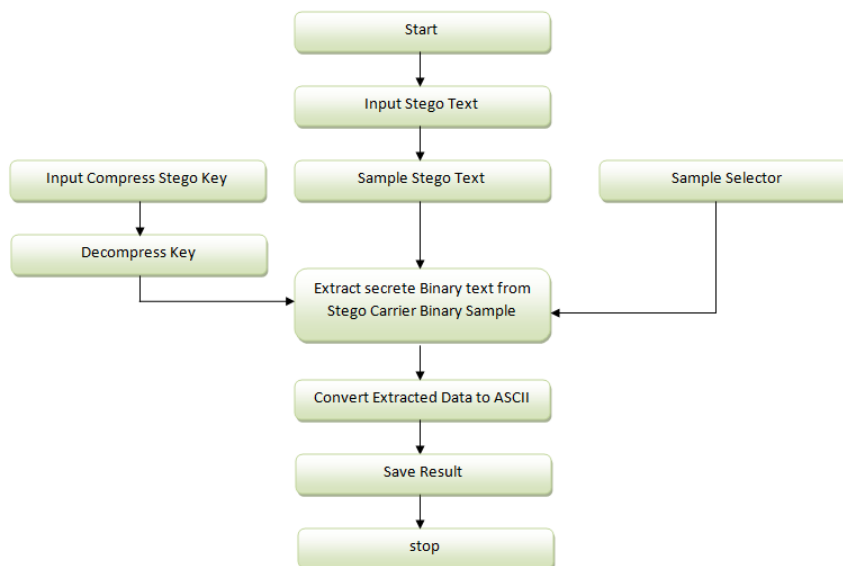 Start
Input Stego Text
Input Compress Stego Key
Sample Stego Text
Sample Selector
Decompress Key
Extract secrete Binary text from
Stego Carrier Binary Sample
Convert Extracted Data to ASCII
Save Result
stop